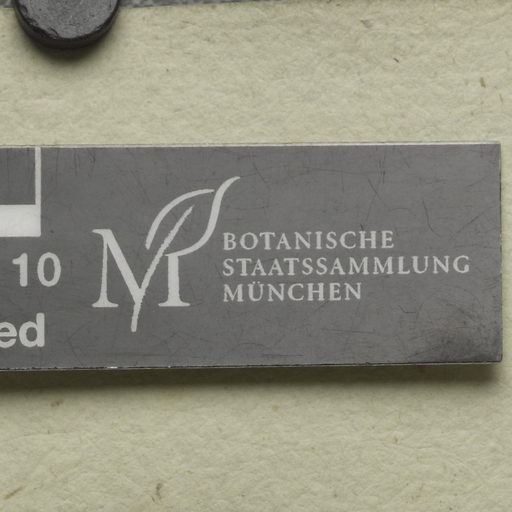 10
ed
M
BOTANISCHE
STAATSSAMMLUNG
MÜNCHEN